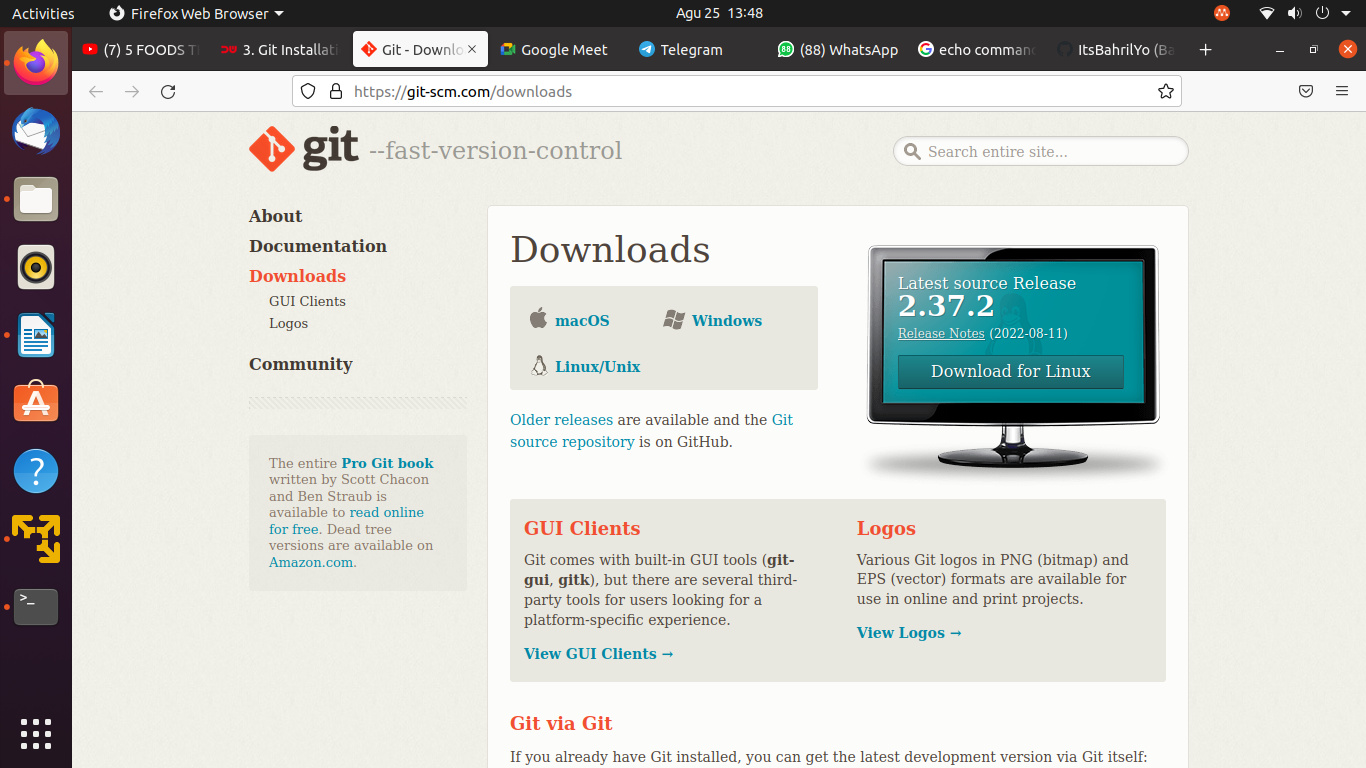 Activities
Firefox Web Browser
Agu 25 13:48
(7) 5 FOODS T
3. Git Installati
Git - Downlo
Google Meet
Telegram
(88) WhatsApp
echo comman
ItsBahrilYo (Ba
https://git-scm.com/downloads
git --fast-version-control
Search entire site...
About
Documentation
Downloads
GUI Clients
Logos
Community
The entire Pro Git book
written by Scott Chacon
and Ben Straub is
available to read online
for free. Dead tree
versions are available on
Amazon.com.
Downloads
macOS
Windows
Linux/Unix
Older releases are available and the Git
source repository is on GitHub.
Latest source Release
2.37.2
Release Notes (2022-08-11)
Download for Linux
GUI Clients
Git comes with built-in GUI tools (git-
gui, gitk), but there are several third-
party tools for users looking for a
platform-specific experience.
View GUI Clients →
Logos
Various Git logos in PNG (bitmap) and
EPS (vector) formats are available for
use in online and print projects.
View Logos →
Git via Git
If you already have Git installed, you can get the latest development version via Git itself: